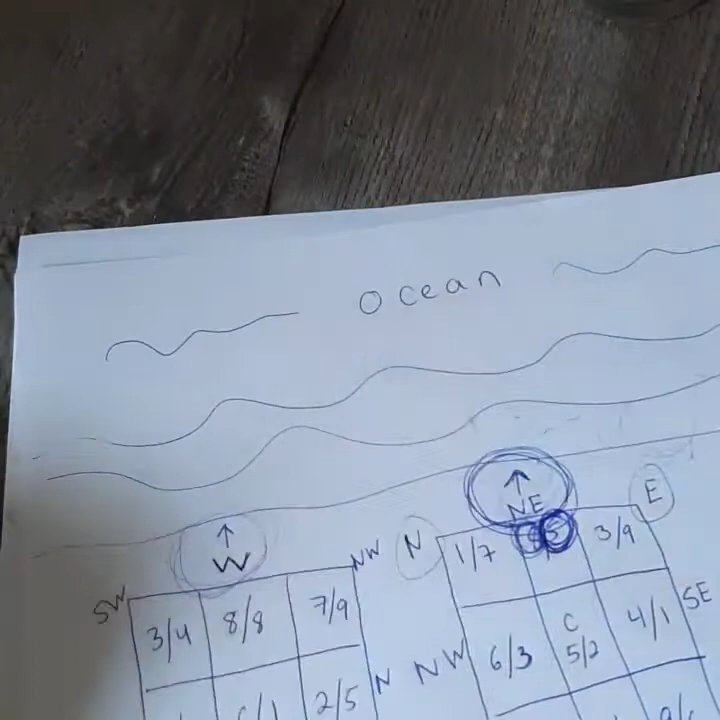 Ocean
↑ NE
E
↑ W
NW
N
1/7
5
3/9
SW
3/4 8/8 7/9
SE
NW
6/3
C 5/2
4/1
2/5
N